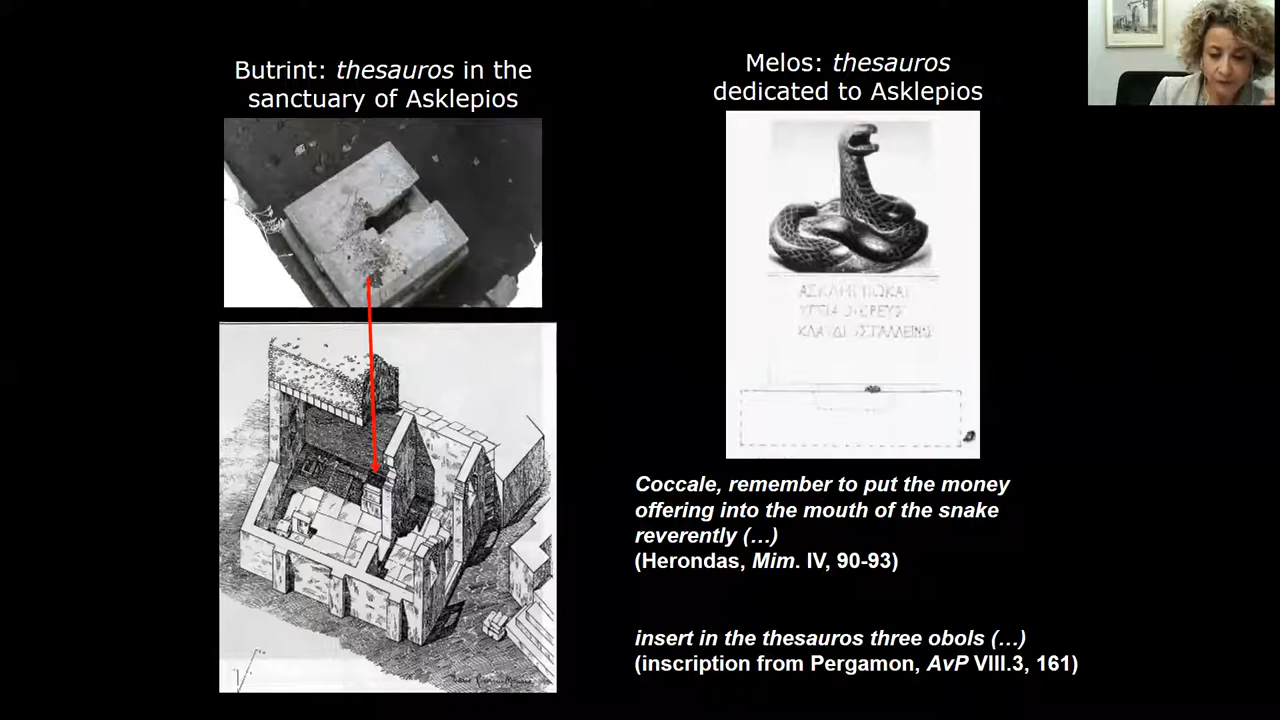 Butrint: thesauros in the
sanctuary of Asklepios
Melos: thesauros
dedicated to Asklepios
Coccale, remember to put the money
offering into the mouth of the snake
reverently (…)
(Herondas, Mim. IV, 90-93)
insert in the thesauros three obols (…)
(inscription from Pergamon, AvP VIII.3, 161)